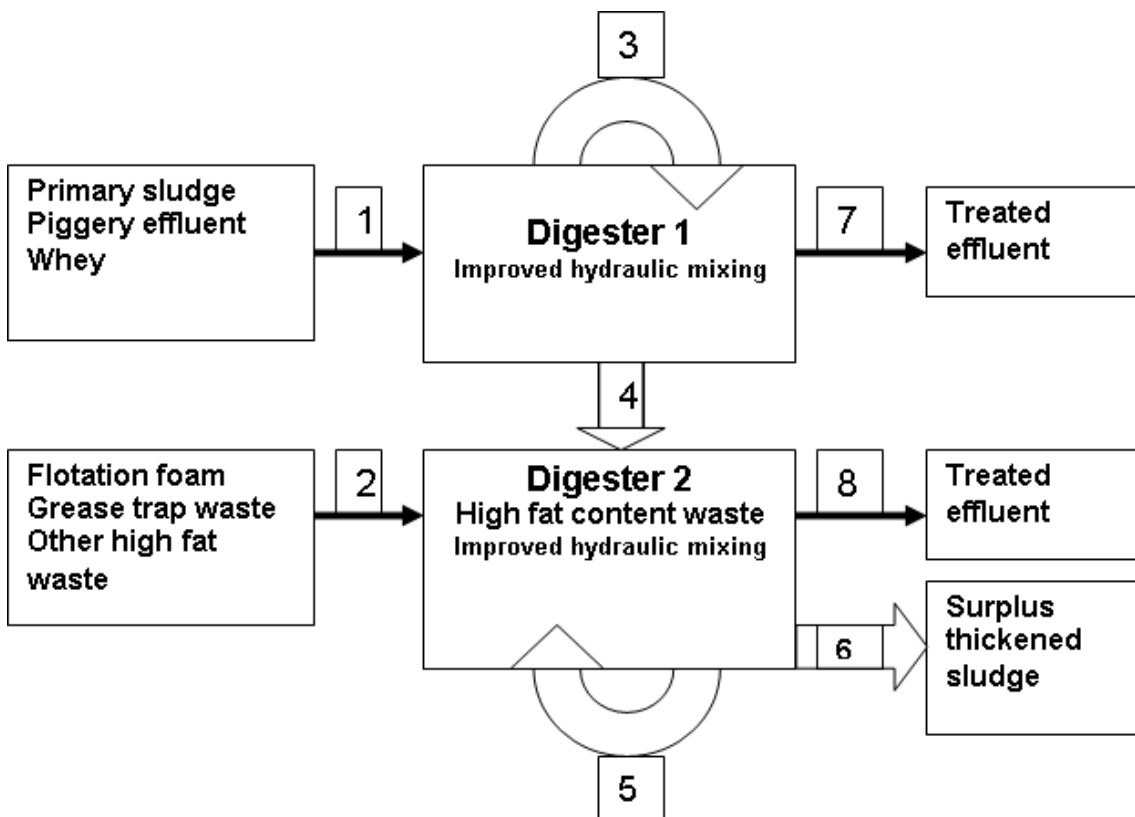 3
Primary sludge
Piggery effluent
Whey
1
Digester 1
Improved hydraulic mixing
7
Treated
effluent
4
Flotation foam
Grease trap waste
Other high fat
waste
2
Digester 2
High fat content waste
Improved hydraulic mixing
8
Treated
effluent
6
Surplus
thickened
sludge
5